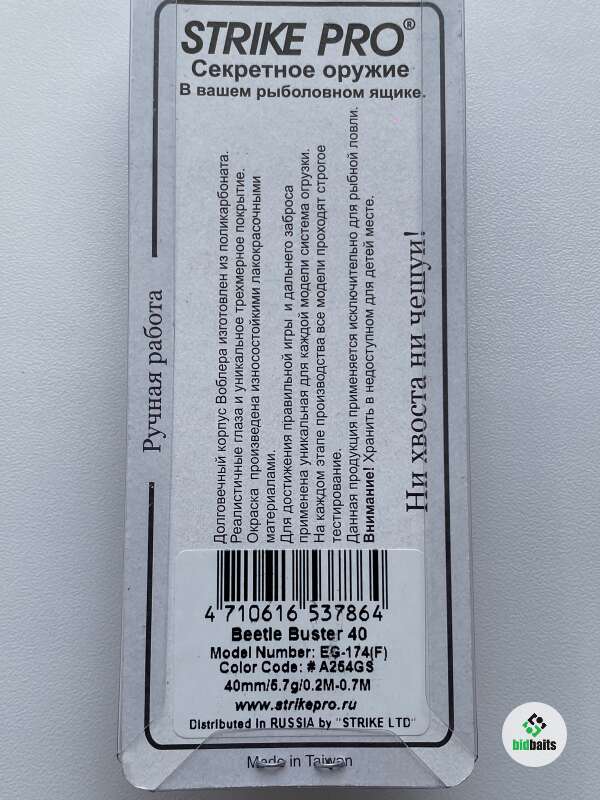 STRIKE PRO®
Секретное оружие
В вашем рыболовном ящике.
Ручная работа
Долговечный корпус Воблера изготовлен из поликарбоната.
Реалистичные глаза и уникальное трехмерное покрытие.
Окраска произведена износостойкими лакокрасочными
материалами.
Для достижения правильной игры и дальнего заброса
применена уникальная для каждой модели система огрузки.
На каждом этапе производства все модели проходят строгое
тестирование.
Данная продукция применяется исключительно для рыбной ловли.
Внимание! Хранить в недоступном для детей месте.
Ни хвоста ни чешуи!
4 710616 537864
Beetle Buster 40
Model Number: EG-174(F)
Color Code: # A254GS
40mm/5.7g/0.2M-0.7M
www.strikepro.ru
Distributed in RUSSIA by "STRIKE LTD"
Made in Taiwan
bidbaits